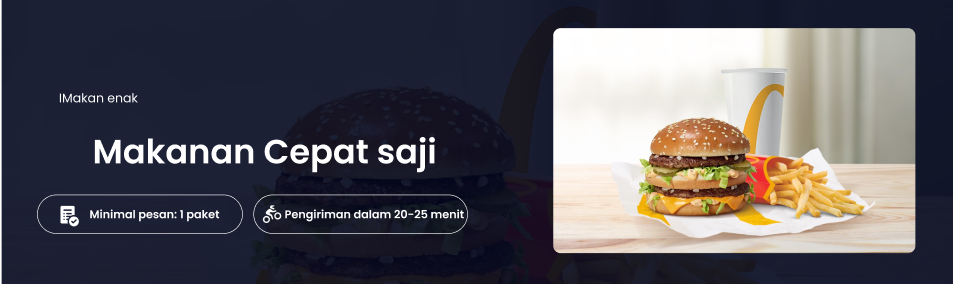 IMakan enak
Makanan Cepat saji
Minimal pesan: 1 paket
Pengiriman dalam 20-25 menit